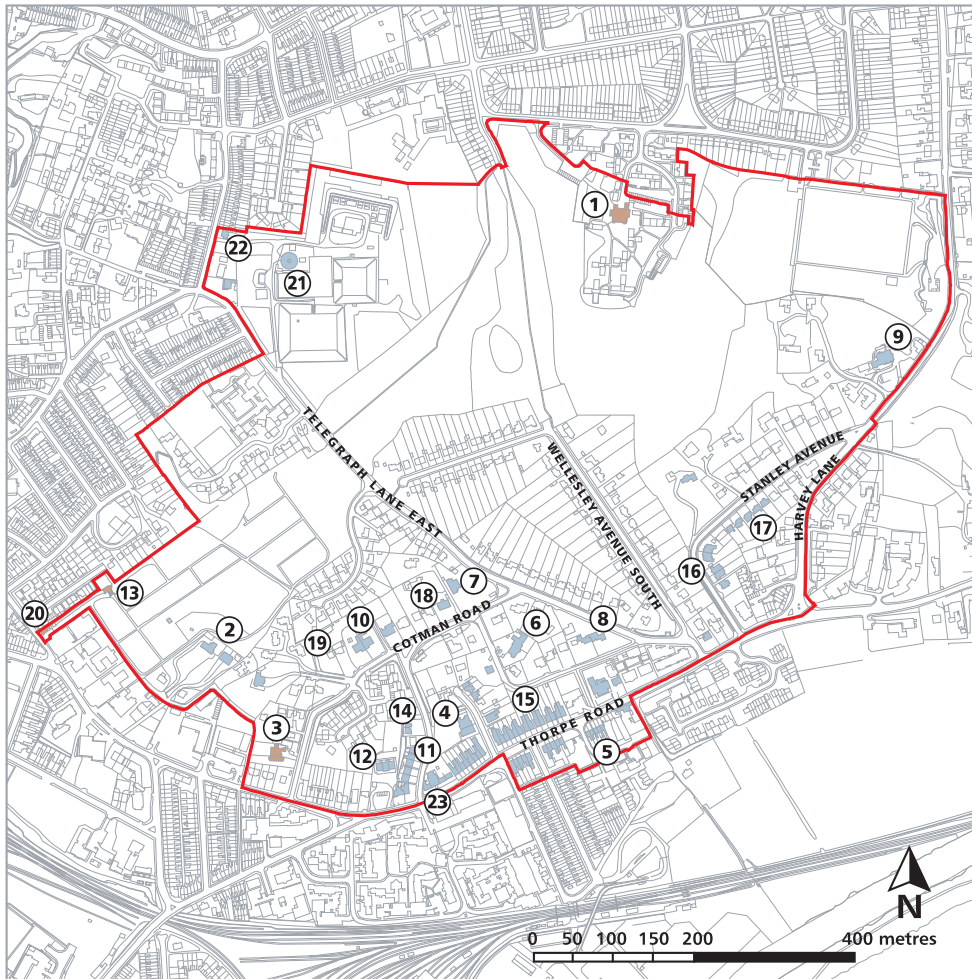 1
22
21
9
TELEGRAPH LANE EAST
WELLESLEY AVENUE SOUTH
STANLEY AVENUE
HARVEY LANE
17
16
13
20
7
18
COTMAN ROAD
2
10
19
6
8
15
THORPE ROAD
14
4
3
11
12
5
23
N
0 50 100 150 200 400 metres